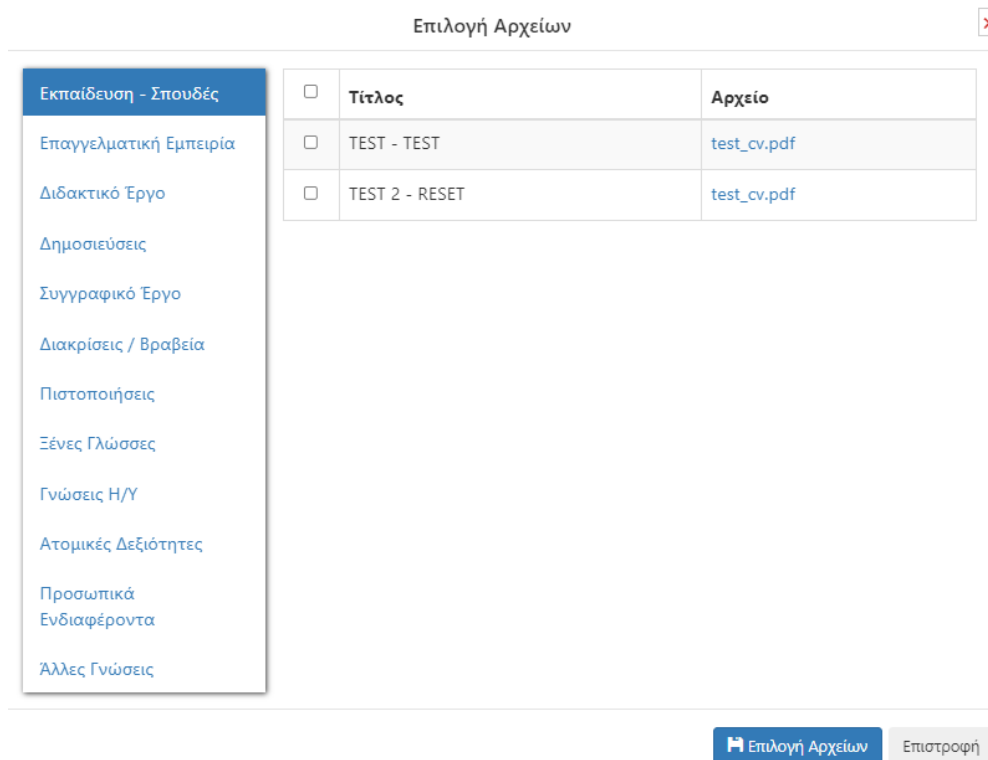 Επιλογή Αρχείων
Εκπαίδευση - Σπουδές
Επαγγελματική Εμπειρία
Διδακτικό Έργο
Δημοσιεύσεις
Συγγραφικό Έργο
Διακρίσεις / Βραβεία
Πιστοποιήσεις
Ξένες Γλώσσες
Γνώσεις Η/Υ
Ατομικές Δεξιότητες
Προσωπικά
Ενδιαφέροντα
Άλλες Γνώσεις
Τίτλος Αρχείο
TEST - TEST test_cv.pdf
TEST 2 - RESET test_cv.pdf
Επιλογή Αρχείων Επιστροφή